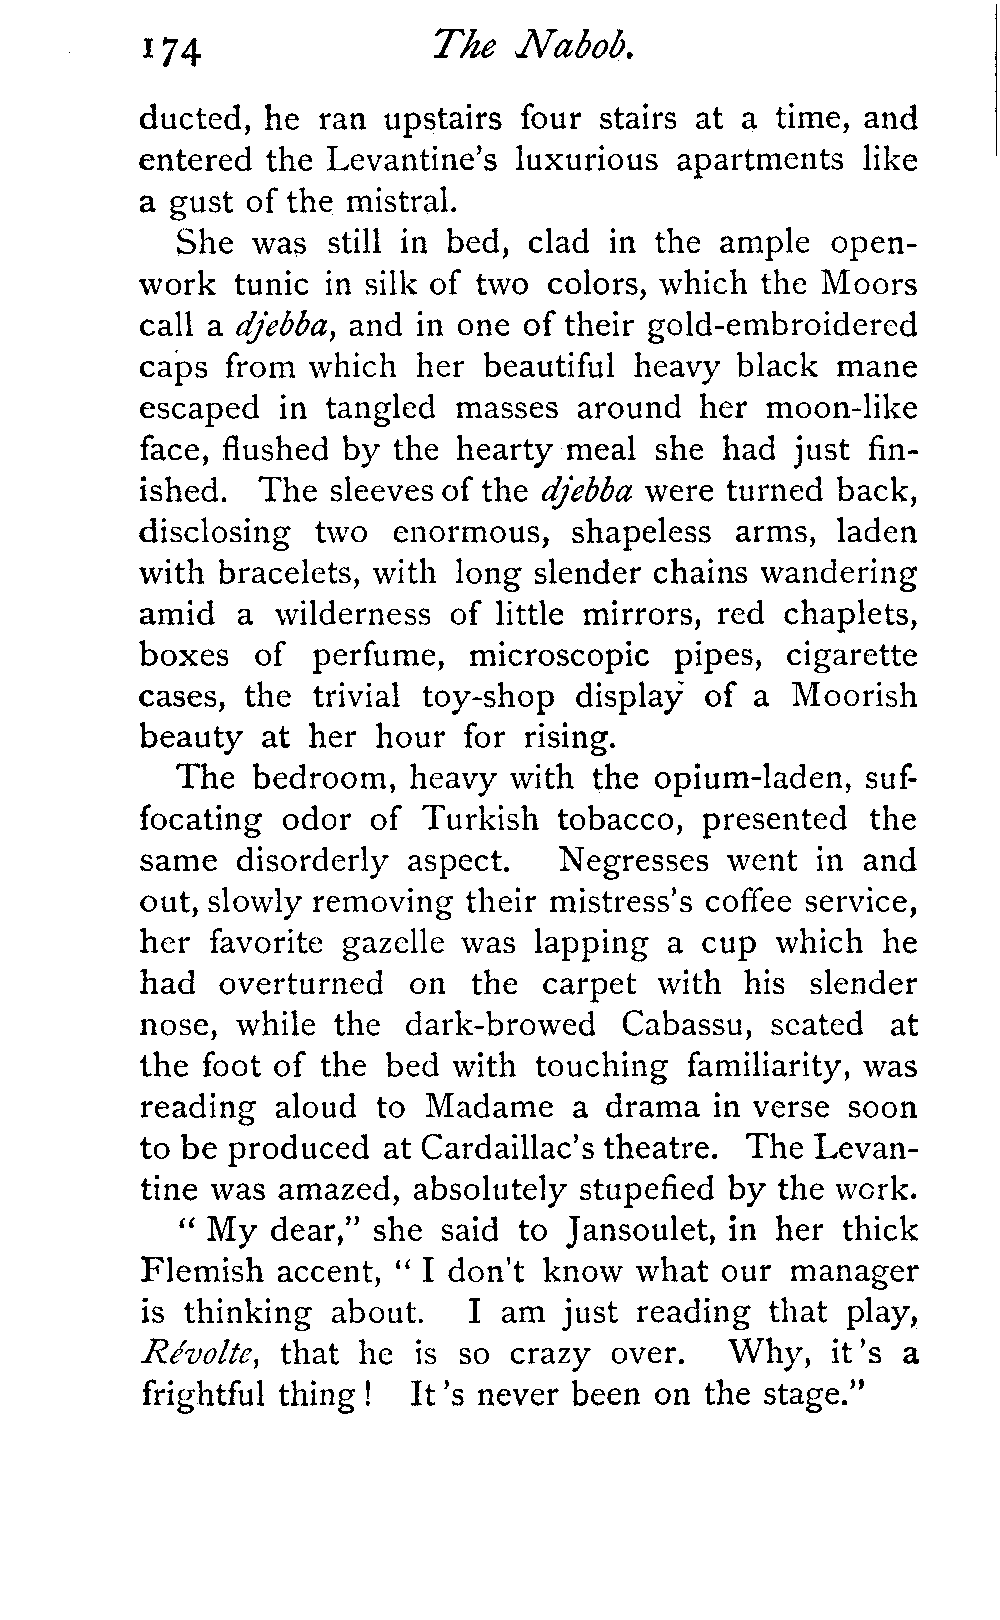 174 The Nabob.
ducted, he ran upstairs four stairs at a time, and
entered the Levantine's luxurious apartments like
a gust of the mistral.
She was still in bed, clad in the ample open-
work tunic in silk of two colors, which the Moors
call a djebba, and in one of their gold-embroidered
caps from which her beautiful heavy black mane
escaped in tangled masses around her moon-like
face, flushed by the hearty meal she had just fin-
ished. The sleeves of the djebba were turned back,
disclosing two enormous, shapeless arms, laden
with bracelets, with long slender chains wandering
amid a wilderness of little mirrors, red chaplets,
boxes of perfume, microscopic pipes, cigarette
cases, the trivial toy-shop display of a Moorish
beauty at her hour for rising.
The bedroom, heavy with the opium-laden, suf-
focating odor of Turkish tobacco, presented the
same disorderly aspect. Negresses went in and
out, slowly removing their mistress's coffee service,
her favorite gazelle was lapping a cup which he
had overturned on the carpet with his slender
nose, while the dark-browed Cabassu, seated at
the foot of the bed with touching familiarity, was
reading aloud to Madame a drama in verse soon
to be produced at Cardaillac's theatre. The Levan-
tine was amazed, absolutely stupefied by the work.
"My dear," she said to Jansoulet, in her thick
Flemish accent, "I don't know what our manager
is thinking about. I am just reading that play,
Révolte, that he is so crazy over. Why, it's a
frightful thing! It's never been on the stage."